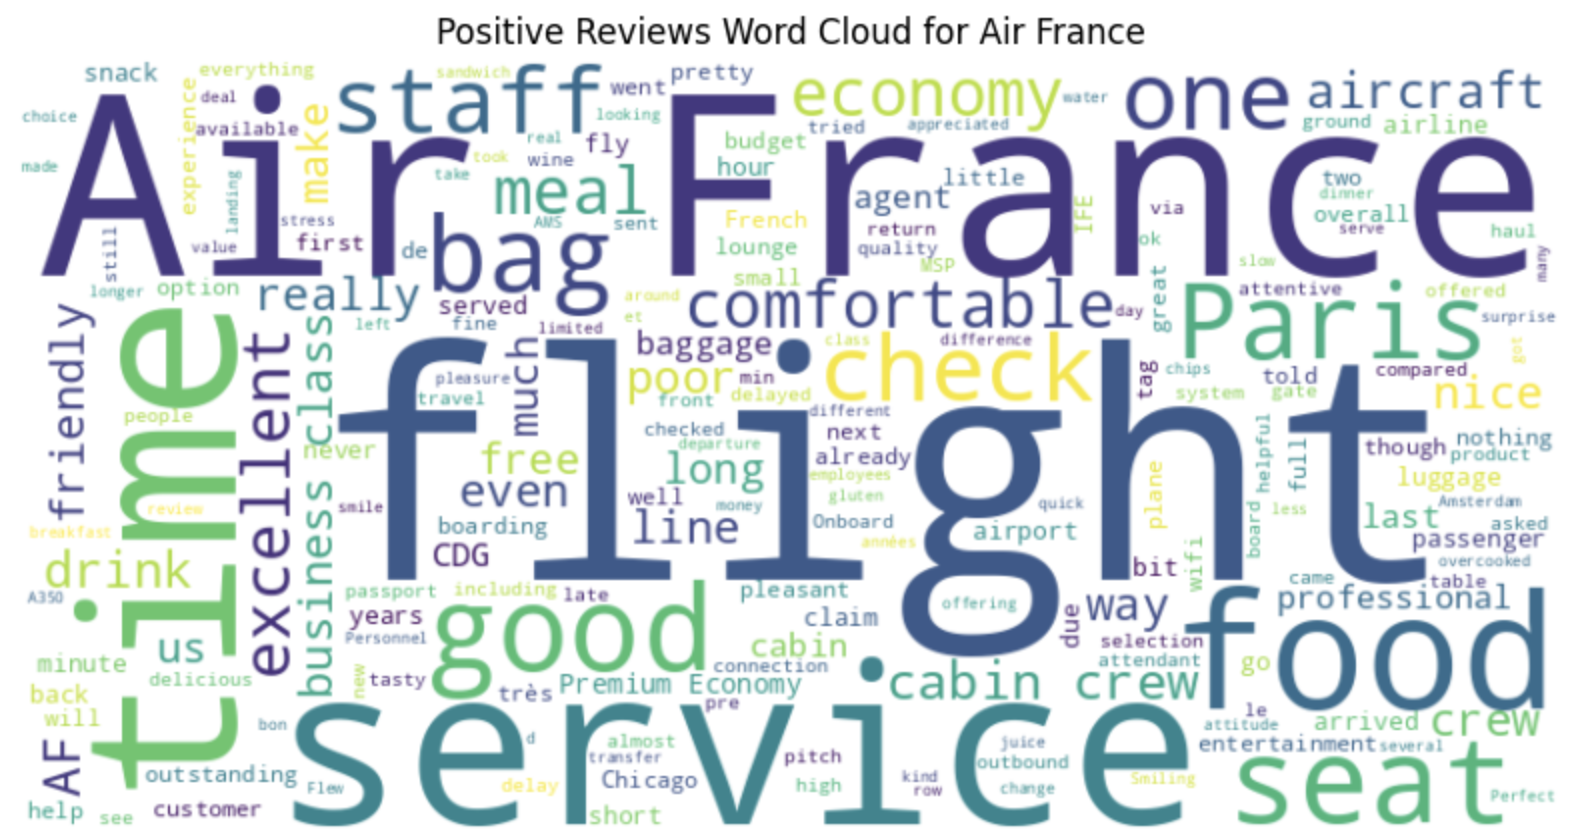 Positive Reviews Word Cloud for Air France
snack
everything
sandwich
went
pretty
economy
water
one
aircraft
choice
deal
experience
available
make
staff
looking
real
tried
appreciated
ground
airline
Air France
made
landing
took
wine
fly
budget
hour
agent
little
two
dinner
take
meal
AMS
sent
French
return
IFE
via
overall
serve
stress
value
first
de
bag
lounge
quality
ok
haul
still
longer
option
really
served
small
MSP
slow
many
around
et
comfortable
day
great
attentive
offered
Paris
surprise
friendly
time
excellent
class
left
fine
limited
baggage
class
difference
check
got
much
pleasure
travel
poor
min
delayed
tag
chips
told
compared
system
gate
nice
people
front
different
flight
never
free
checked
departure
next
already
though
nothing
product
helpful
full
long
employees
plane
luggage
smile
even
well
money
gluten
quick
less
Amsterdam
review
breakfast
boarding
line
Onboard
airport
board
last
asked
passenger
drink
CDG
années
wifi
bit
overcooked
A350
business
passport
including
late
pleasant
offering
came
table
years
Personnel
good
claim
due
way
professional
us
minute
delicious
cabin
selection
food
connection
attendant
go
new
tasty
très
Premium Economy
cabin crew
back
will
pre
le
bon
service
d
attitude
arrived
crew
AF
almost
transfer
pitch
juice
outbound
entertainment
several
outstanding
Flew
delay
Chicago
high
kind
row
change
Smiling
seat
Perfect
help
see
customer
short